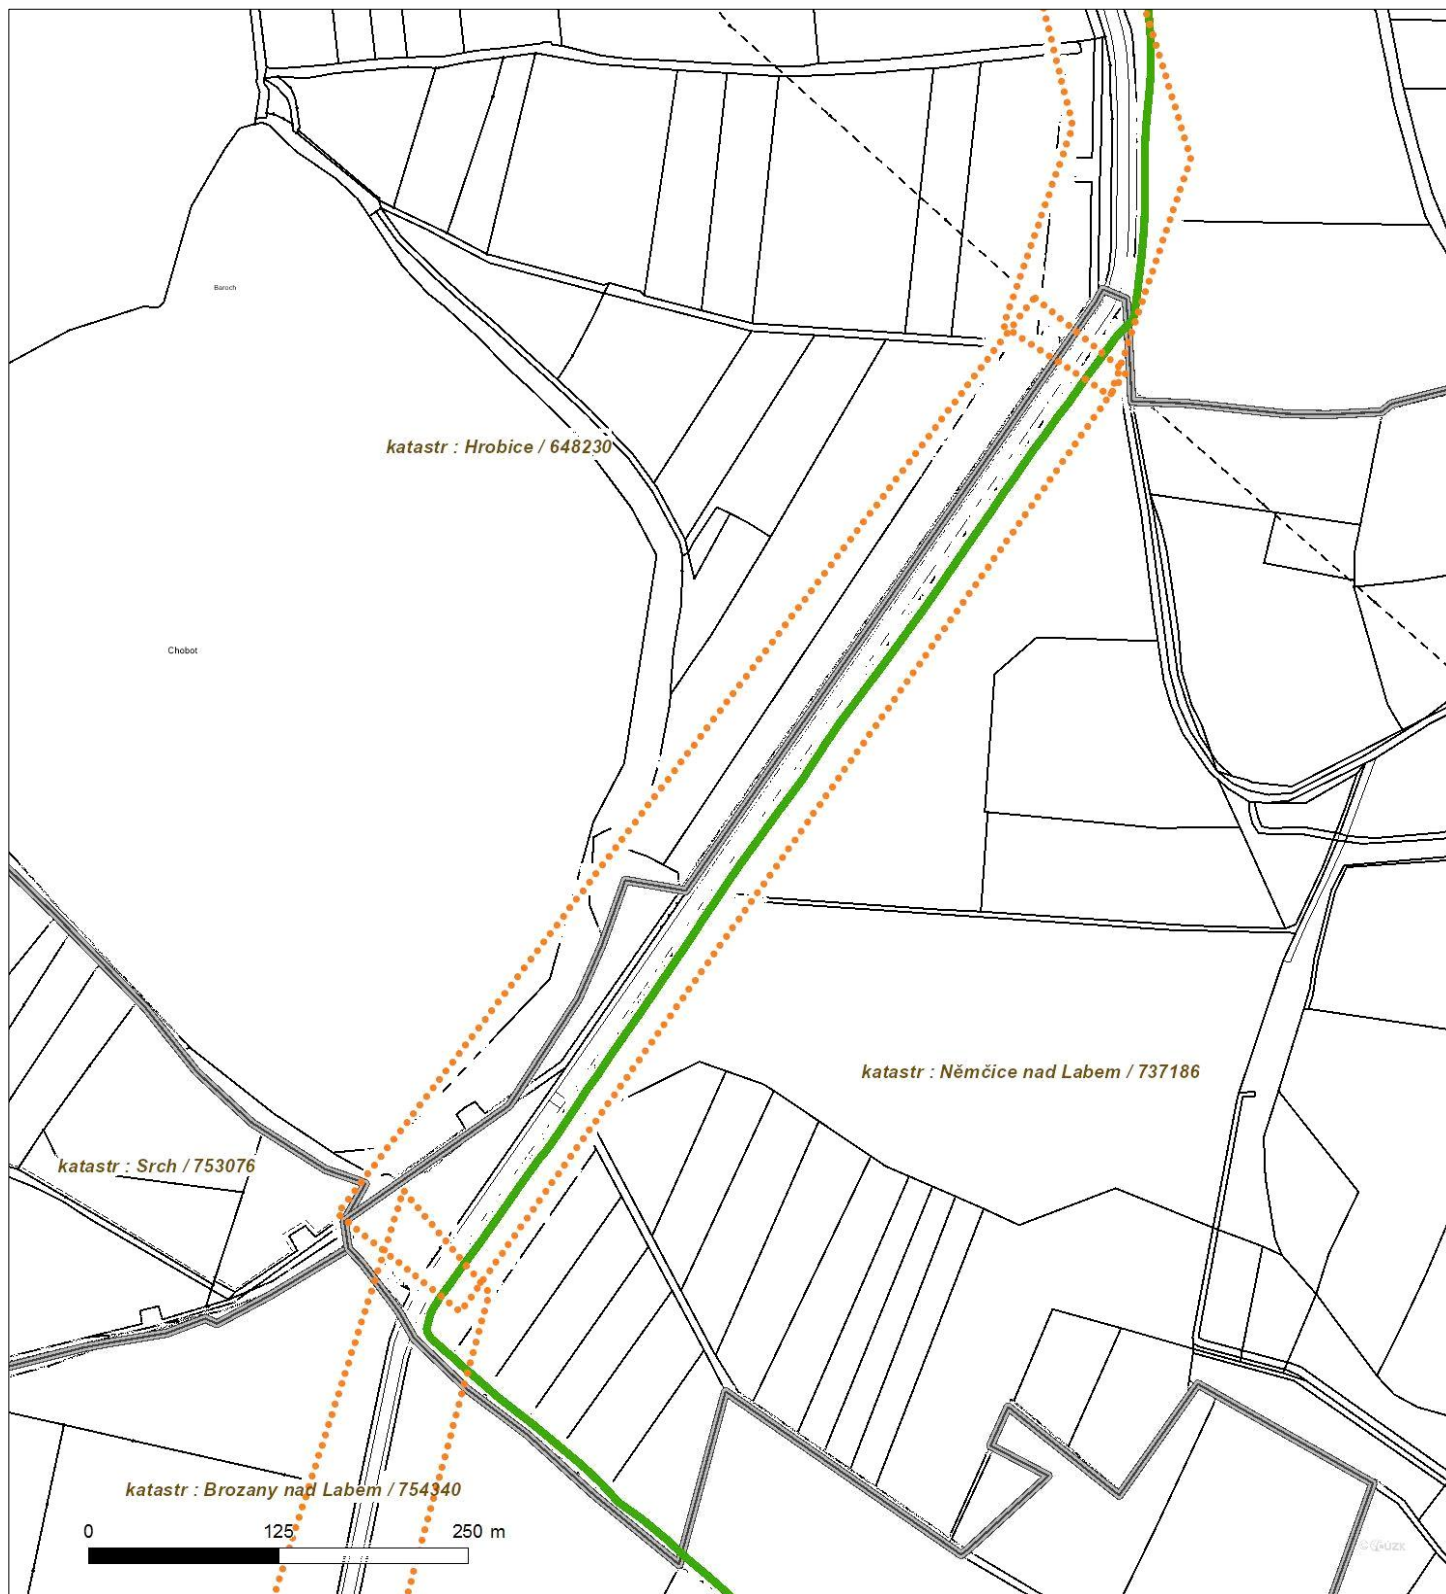 Baroch
katastr : Hrobice / 648230
Chobot
katastr : Němčice nad Labem / 737186
katastr : Srch / 753076
katastr : Brozany nad Labem / 754340
0 125 250 m
© ČÚZK